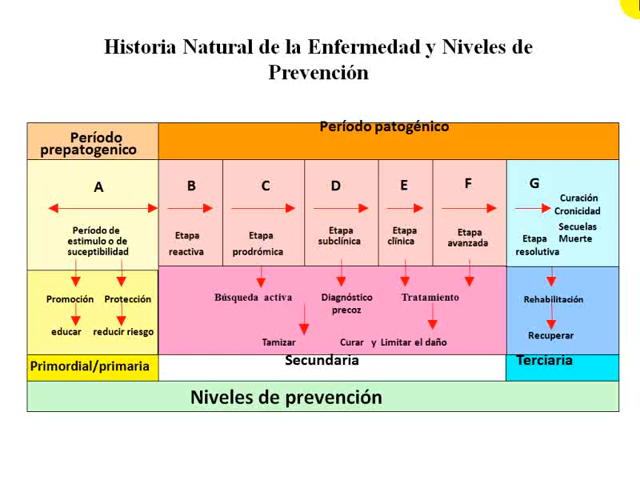 Historia Natural de la Enfermedad y Niveles de
Prevención
Período
prepatogenico
Período patogénico
A
B
C
D
E
F
G
Curación
Cronicidad
Secuelas
Muerte
Período de
estimulo o de
suceptibilidad
Etapa
reactiva
Etapa
prodrómica
Etapa
subclínica
Etapa
clínica
Etapa
avanzada
Etapa
resolutiva
Promoción
Protección
Búsqueda activa
Diagnóstico
precoz
Tratamiento
Rehabilitación
educar
reducir riesgo
Tamizar
Curar y Limitar el daño
Recuperar
Primordial/primaria
Secundaria
Terciaria
Niveles de prevención